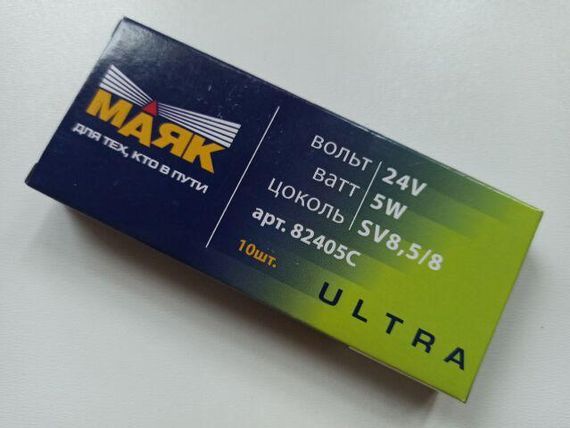 МАЯК
ДЛЯ ТЕХ, КТО В ПУТИ
ВОЛЬТ 24V
ВАТТ 5W
ЦОКОЛЬ SV8,5/8
арт. 82405C
10шт.
ULTRA